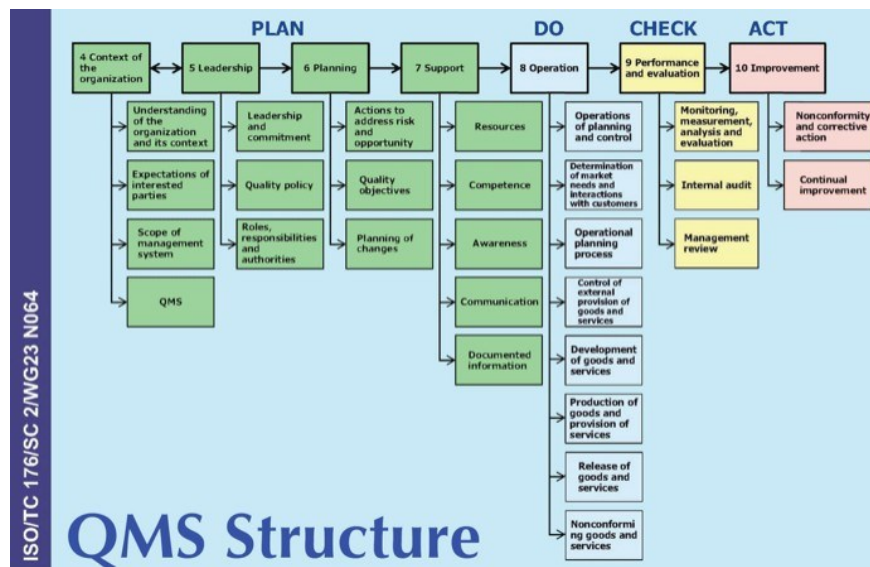 PLAN
DO
CHECK
ACT
4 Context of
the
organization
5 Leadership
6 Planning
7 Support
8 Operation
9 Performance
and evaluation
10 Improvement
Understanding
of the
organization
and its context
Expectations of
interested
parties
Scope of
management
system
QMS
Leadership
and
commitment
Quality policy
Roles,
responsibilities
and
authorities
Actions to
address risk
and
opportunity
Quality
objectives
Planning of
changes
Resources
Competence
Awareness
Communication
Documented
information
Operations
of planning
and control
Determination
of market
needs and
interactions
with customers
Operational
planning
process
Control of
external
provision of
goods and
services
Development
of goods and
services
Production of
goods and
provision of
services
Release of
goods and
services
Nonconformi
ng goods and
services
Monitoring,
measurement,
analysis and
evaluation
Internal audit
Management
review
Nonconformity
and corrective
action
Continual
improvement
ISO/TC 176/SC 2/WG23 N064
QMS Structure